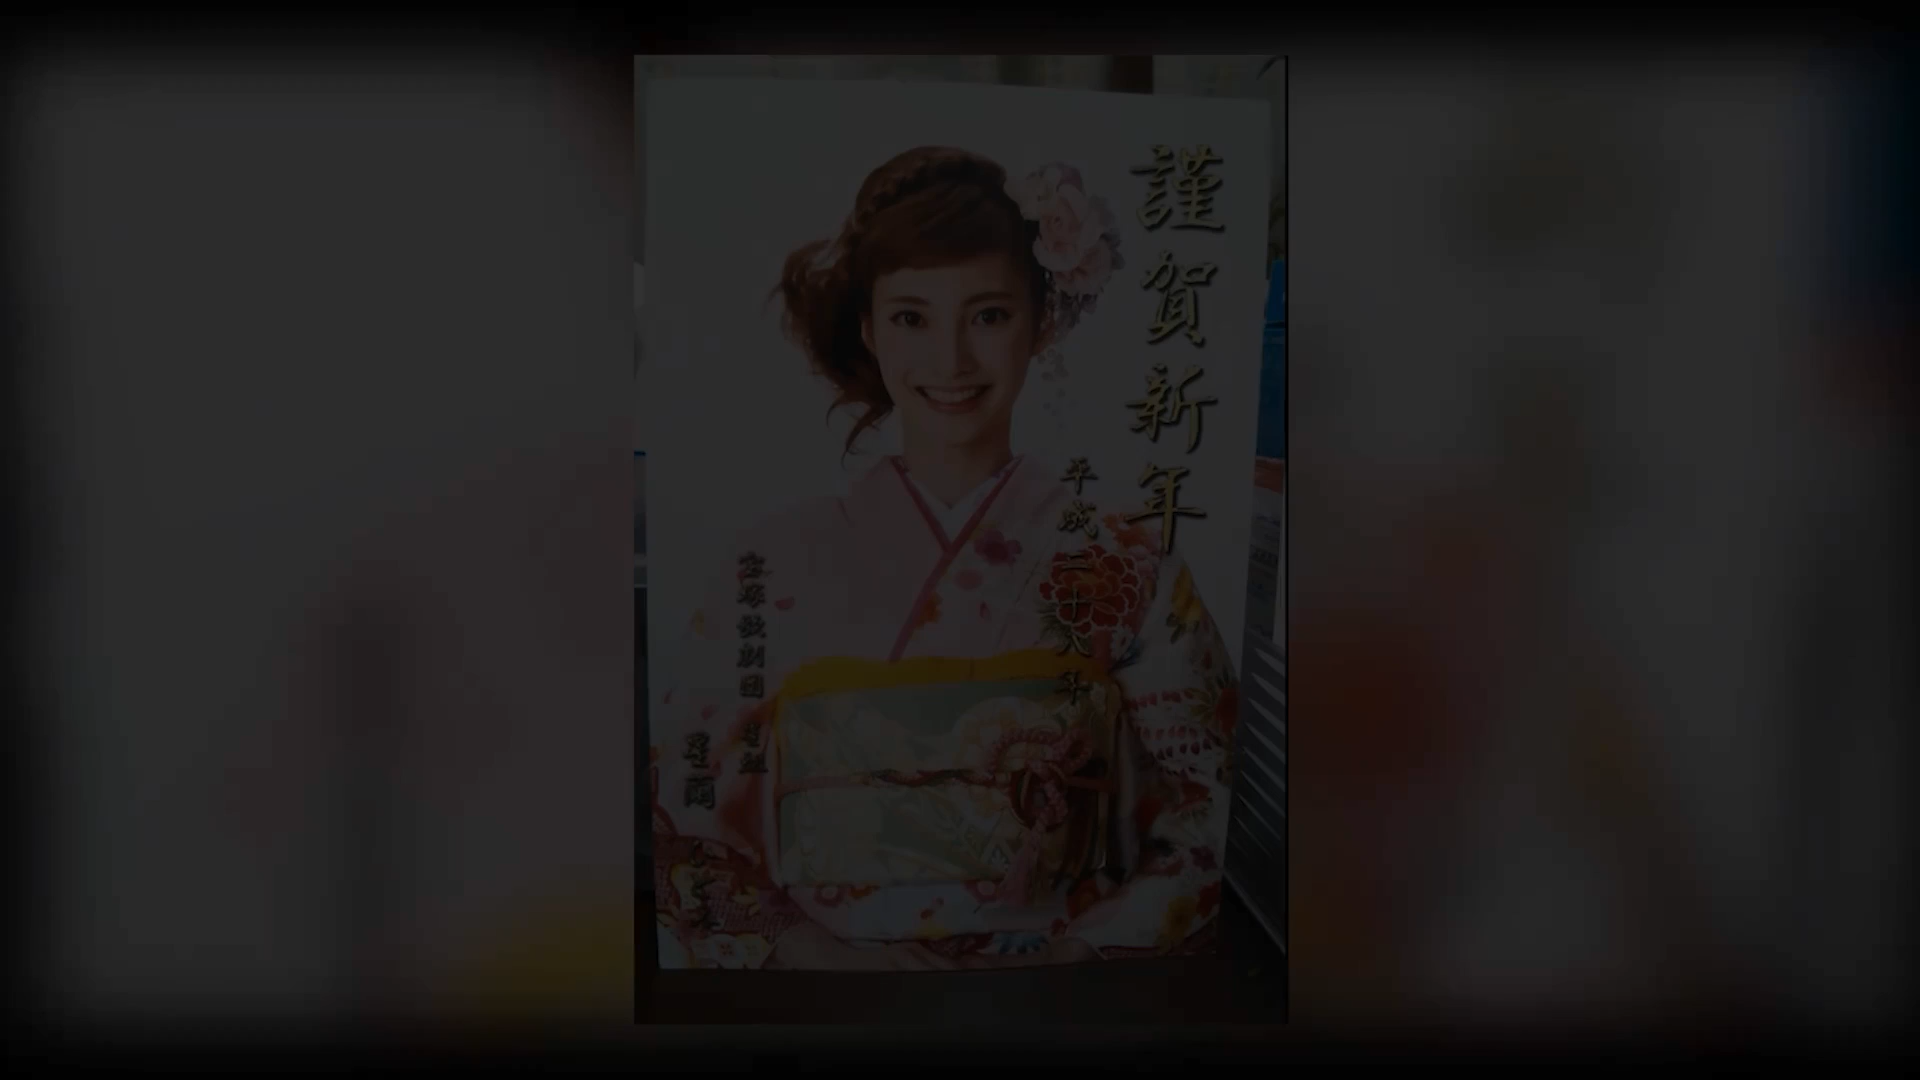 謹賀新年
平成二十八年
宝塚歌劇団 星組
星蘭